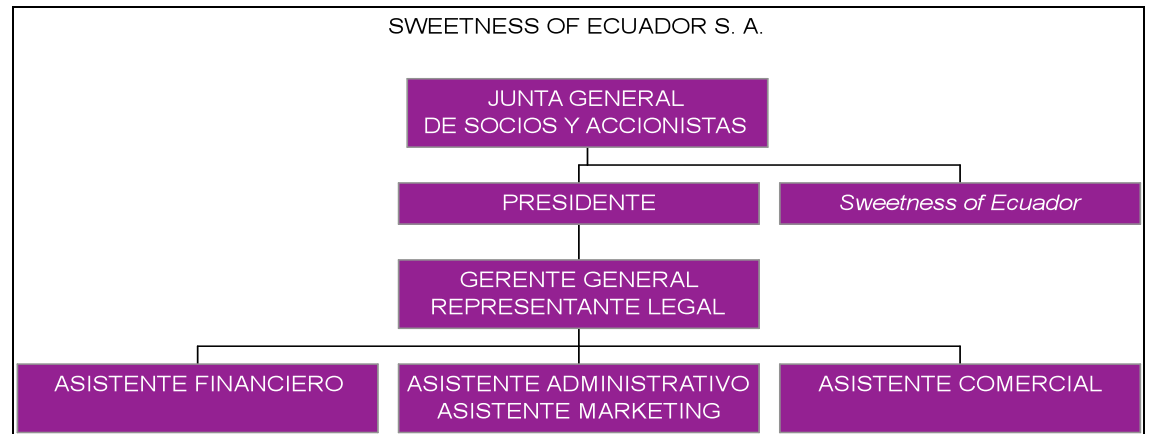 SWEETNESS OF ECUADOR S. A.
JUNTA GENERAL
DE SOCIOS Y ACCIONISTAS
PRESIDENTE
Sweetness of Ecuador
GERENTE GENERAL
REPRESENTANTE LEGAL
ASISTENTE FINANCIERO
ASISTENTE ADMINISTRATIVO
ASISTENTE MARKETING
ASISTENTE COMERCIAL